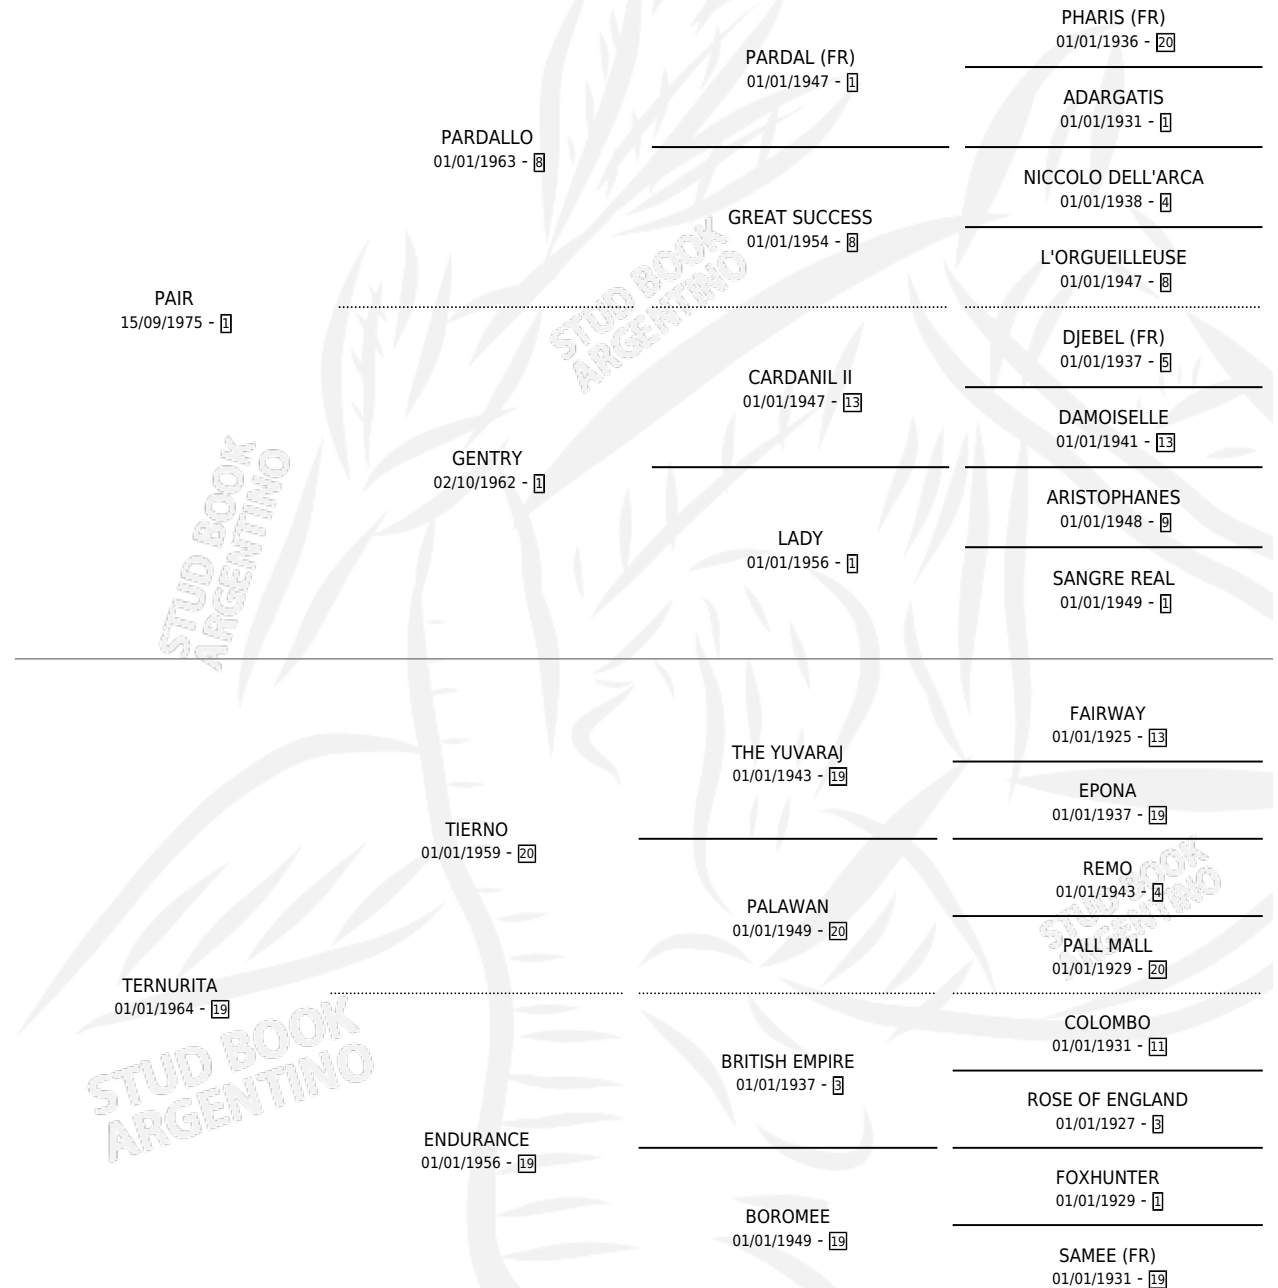 PHARIS (FR)
01/01/1936 - 20
PARDAL (FR)
01/01/1947 - 1
ADARGATIS
01/01/1931 - 1
PARDALLO
01/01/1963 - 8
NICCOLO DELL'ARCA
01/01/1938 - 4
GREAT SUCCESS
01/01/1954 - 8
L'ORGUEILLEUSE
01/01/1947 - 8
PAIR
15/09/1975 - 1
STUD BOOK
ARGENTINO
DJEBEL (FR)
01/01/1937 - 5
CARDANIL II
01/01/1947 - 13
DAMOISELLE
01/01/1941 - 13
GENTRY
02/10/1962 - 1
ARISTOPHANES
01/01/1948 - 9
LADY
01/01/1956 - 1
SANGRE REAL
01/01/1949 - 1
STUD BOOK
ARGENTINO
FAIRWAY
01/01/1925 - 13
THE YUVARAJ
01/01/1943 - 19
EPONA
01/01/1937 - 19
TIERNO
01/01/1959 - 20
REMO
01/01/1943 - 4
PALAWAN
01/01/1949 - 20
STUD BOOK
ARGENTINO
PALL MALL
01/01/1929 - 20
TERNURITA
01/01/1964 - 19
COLOMBO
01/01/1931 - 11
BRITISH EMPIRE
01/01/1937 - 3
ROSE OF ENGLAND
01/01/1927 - 3
STUD BOOK
ARGENTINO
ENDURANCE
01/01/1956 - 19
FOXHUNTER
01/01/1929 - 1
BOROMEE
01/01/1949 - 19
SAMEE (FR)
01/01/1931 - 19